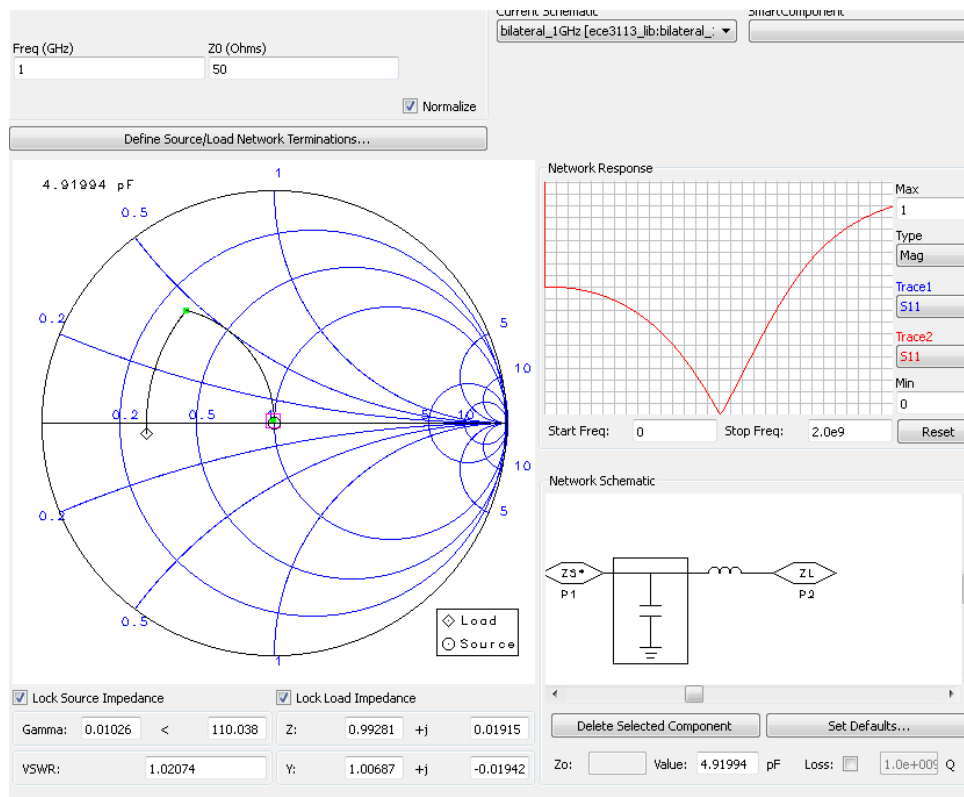 Current Schematic
SmartComponent
bilateral_1GHz [ece3113_lib:bilateral_:
Freq (GHz)
Z0 (Ohms)
1
50
Normalize
Define Source/Load Network Terminations...
4.91994 pF
1
0.5
0.2
5
10
0.2
0.5
1
5
10
10
0.2
5
0.5
1
Load
Source
Network Response
Max
1
Type
Mag
Trace1
S11
Trace2
S11
Min
0
Start Freq:
0
Stop Freq:
2.0e9
Reset
Network Schematic
ZS*
P1
ZL
P2
Lock Source Impedance
Lock Load Impedance
Gamma:
0.01026
<
110.038
Z:
0.99281
+j
0.01915
VSWR:
1.02074
Y:
1.00687
+j
-0.01942
Delete Selected Component
Set Defaults...
Zo:
Value:
4.91994
pF
Loss:
1.0e+009
Q